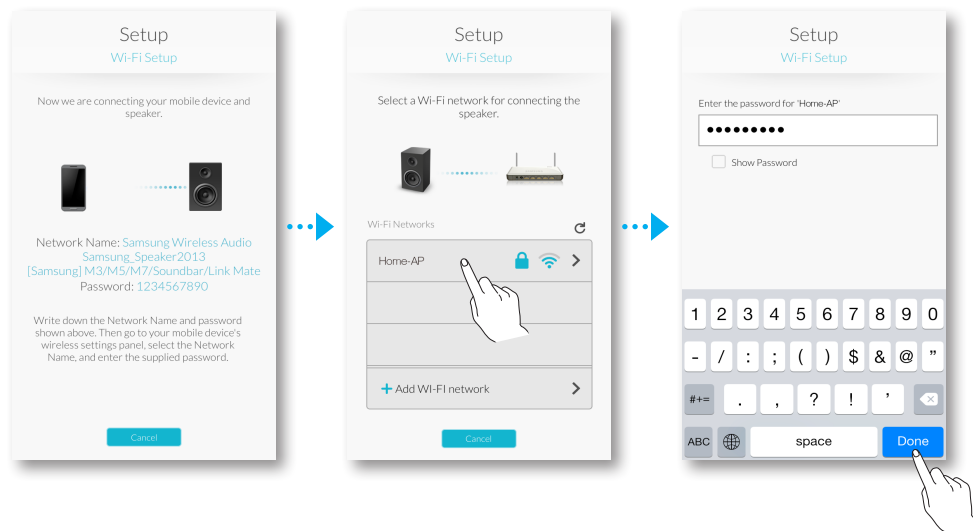 Setup
Wi-Fi Setup
Now we are connecting your mobile device and
speaker.
Network Name: Samsung Wireless Audio
Samsung_Speaker2013
[Samsung] M3/M5/M7/Soundbar/Link Mate
Password: 1234567890
Write down the Network Name and password
shown above. Then go to your mobile device's
wireless settings panel, select the Network
Name, and enter the supplied password.
Cancel
Setup
Wi-Fi Setup
Select a Wi-Fi network for connecting the
speaker.
Wi-Fi Networks
Home-AP
+ Add WI-FI network
Cancel
Setup
Wi-Fi Setup
Enter the password for 'Home-AP'
•••••••••
Show Password
1 2 3 4 5 6 7 8 9 0
- / : ; ( ) $ & @ "
#+= . , ? ! '
ABC space Done